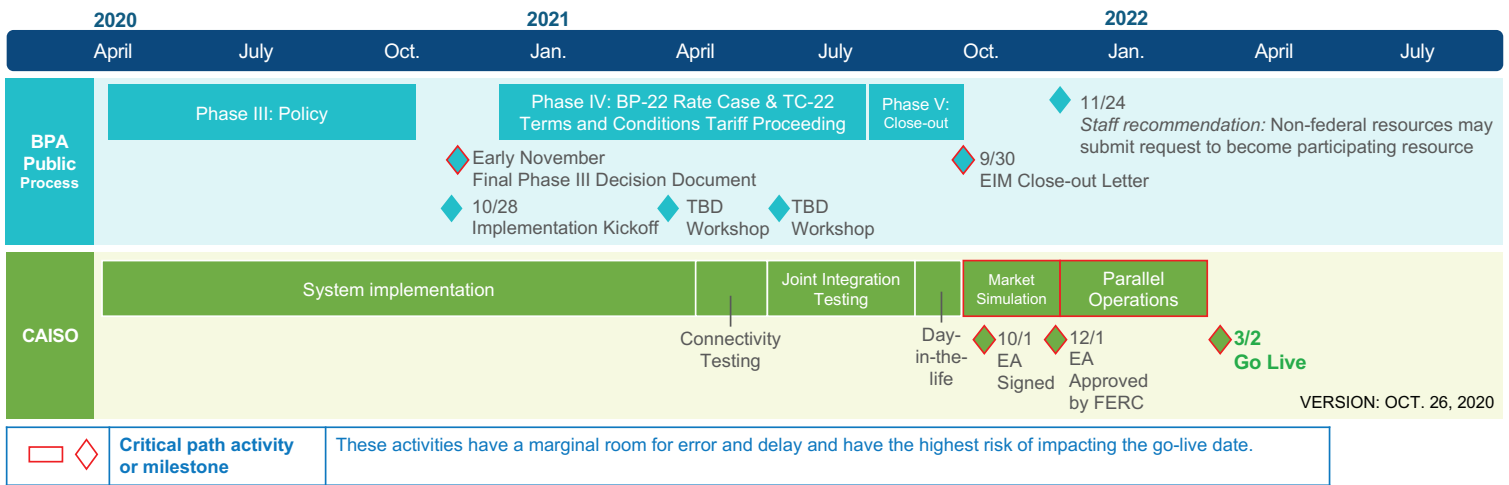 2020
2021
2022
April
July
Oct.
Jan.
April
July
Oct.
Jan.
April
July
BPA
Public
Process
Phase III: Policy
Phase IV: BP-22 Rate Case & TC-22
Terms and Conditions Tariff Proceeding
Phase V:
Close-out
11/24
Staff recommendation: Non-federal resources may
submit request to become participating resource
Early November
Final Phase III Decision Document
9/30
EIM Close-out Letter
10/28
Implementation Kickoff
TBD
Workshop
TBD
Workshop
CAISO
System implementation
Connectivity
Testing
Joint Integration
Testing
Day-
in-the-
life
Market
Simulation
Parallel
Operations
10/1
EA
Signed
12/1
EA
Approved
by FERC
3/2
Go Live
VERSION: OCT. 26, 2020
Critical path activity
or milestone
These activities have a marginal room for error and delay and have the highest risk of impacting the go-live date.